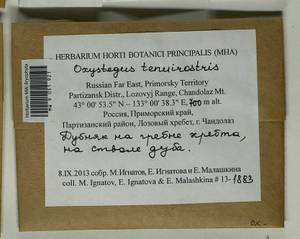 HERBARIUM HORTI BOTANICI PRINCIPALIS (MHA)
Oxystegus tenuirostris
Russian Far East, Primorsky Territory
Partizansk Distr., Lozovyj Range, Chandolaz Mt.
43° 00' 53.5" N – 133° 00' 38.3" E, 700 m alt.
Россия, Приморский край,
Партизанский район, Лозовый хребет, г. Чандолаз
Дубняк на гребне хребта,
на стволе дуба.
8.IX.2013 собр. М.Игнатов, Е.Игнатова и Е.Малашкина
coll. M. Ignatov, E. Ignatova & E. Malashkina # 13-1883